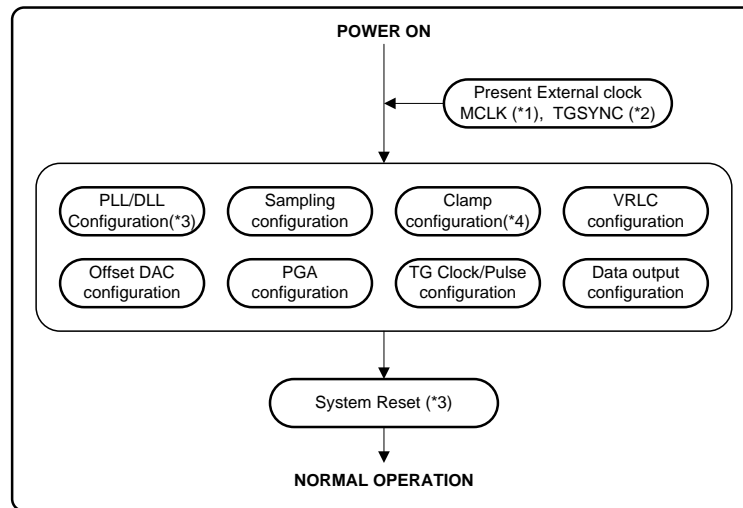 POWER ON
Present External clock
MCLK (*1),  TGSYNC (*2)
PLL/DLL
Configuration(*3)
Sampling
configuration
Clamp
configuration(*4)
VRLC
configuration
Offset DAC
configuration
PGA
configuration
TG Clock/Pulse
configuration
Data output
configuration
System Reset (*3)
NORMAL OPERATION